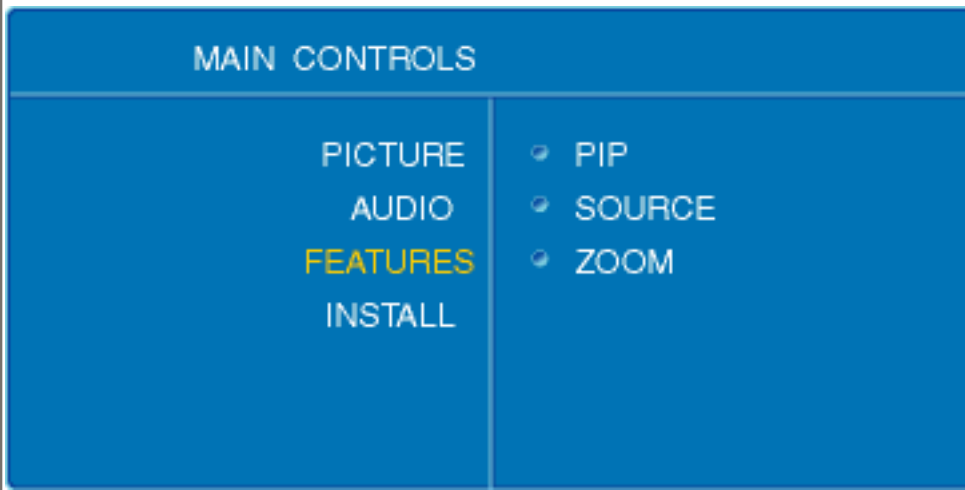 MAIN CONTROLS
PICTURE
AUDIO
FEATURES
INSTALL
PIP
SOURCE
ZOOM